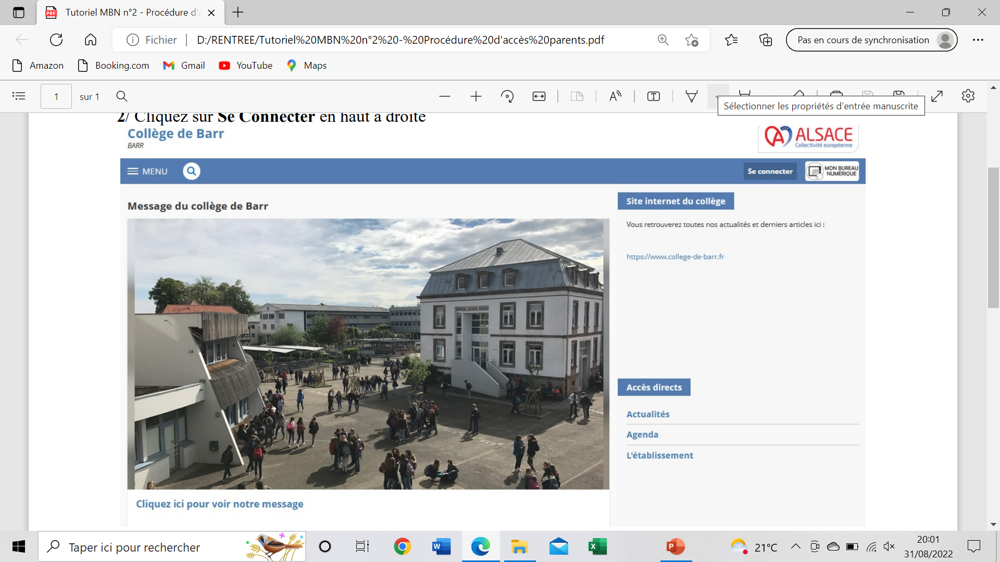 Tutoriel MBN n°2 - Procédure d'a
Fichier
D:/RENTREE/Tutoriel%20MBN%20n°2%20-%20Procédure%20d'accès%20parents.pdf
Pas en cours de synchronisation
Amazon
Booking.com
Gmail
YouTube
Maps
1
sur 1
Sélectionner les propriétés d'entrée manuscrite
2/ Cliquez sur Se Connecter en haut a droite
Collège de Barr
BARR
ALSACE
Collectivité européenne
MENU
Se connecter
MON BUREAU
NUMÉRIQUE
Message du collège de Barr
Site internet du collège
Vous retrouverez toutes nos actualités et derniers articles ici :
https://www.college-de-barr.fr
Accès directs
Actualités
Agenda
L'établissement
Cliquez ici pour voir notre message
Taper ici pour rechercher
21°C
20:01
31/08/2022